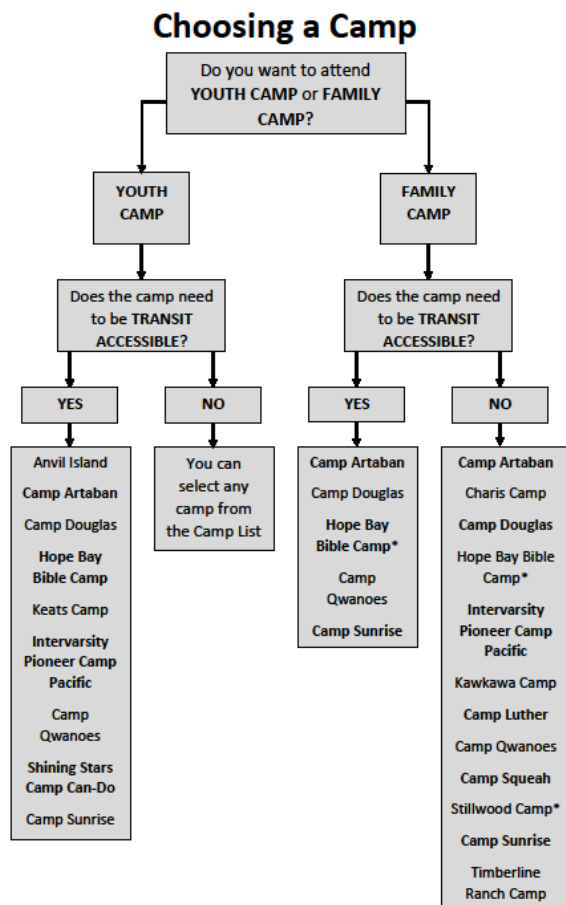 Choosing a Camp
Do you want to attend
YOUTH CAMP or FAMILY
CAMP?
YOUTH
CAMP
FAMILY
CAMP
Does the camp need
to be TRANSIT
ACCESSIBLE?
Does the camp need
to be TRANSIT
ACCESSIBLE?
YES
NO
YES
NO
Anvil Island
Camp Artaban
Camp Douglas
Hope Bay
Bible Camp
Keats Camp
Intervarsity
Pioneer Camp
Pacific
Camp
Qwanoes
Shining Stars
Camp Can-Do
Camp Sunrise
You can
select any
camp from
the Camp List
Camp Artaban
Camp Douglas
Hope Bay
Bible Camp*
Camp
Qwanoes
Camp Sunrise
Camp Artaban
Charis Camp
Camp Douglas
Hope Bay Bible
Camp*
Intervarsity
Pioneer Camp
Pacific
Kawkawa Camp
Camp Luther
Camp Qwanoes
Camp Squeah
Stillwood Camp*
Camp Sunrise
Timberline
Ranch Camp